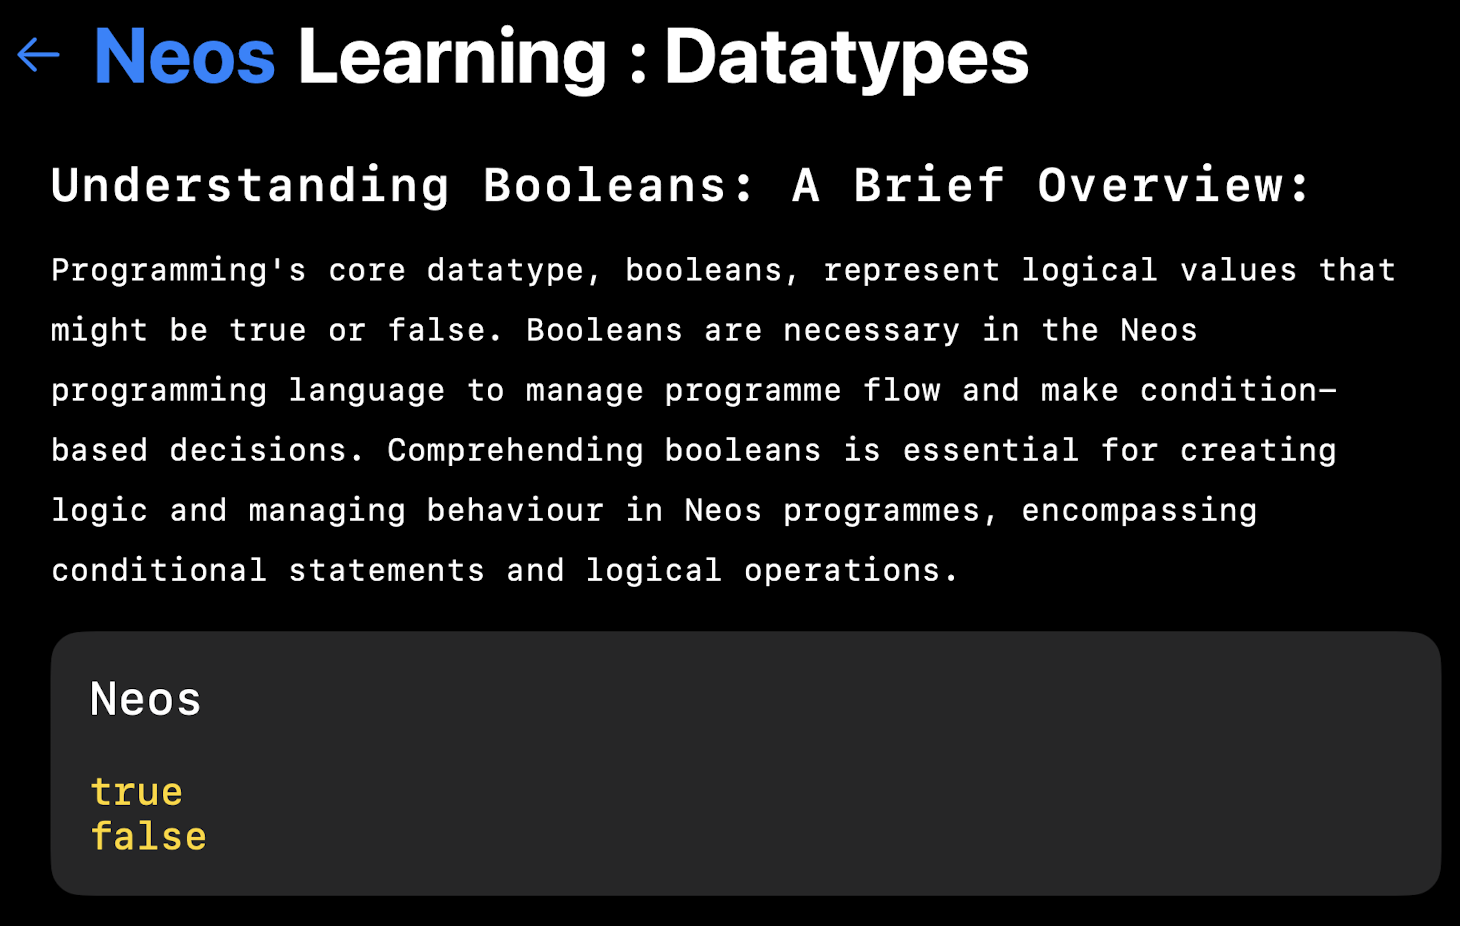 ← Neos Learning : Datatypes
Understanding Booleans: A Brief Overview:
Programming's core datatype, booleans, represent logical values that
might be true or false. Booleans are necessary in the Neos
programming language to manage programme flow and make condition-
based decisions. Comprehending booleans is essential for creating
logic and managing behaviour in Neos programmes, encompassing
conditional statements and logical operations.
Neos
true
false